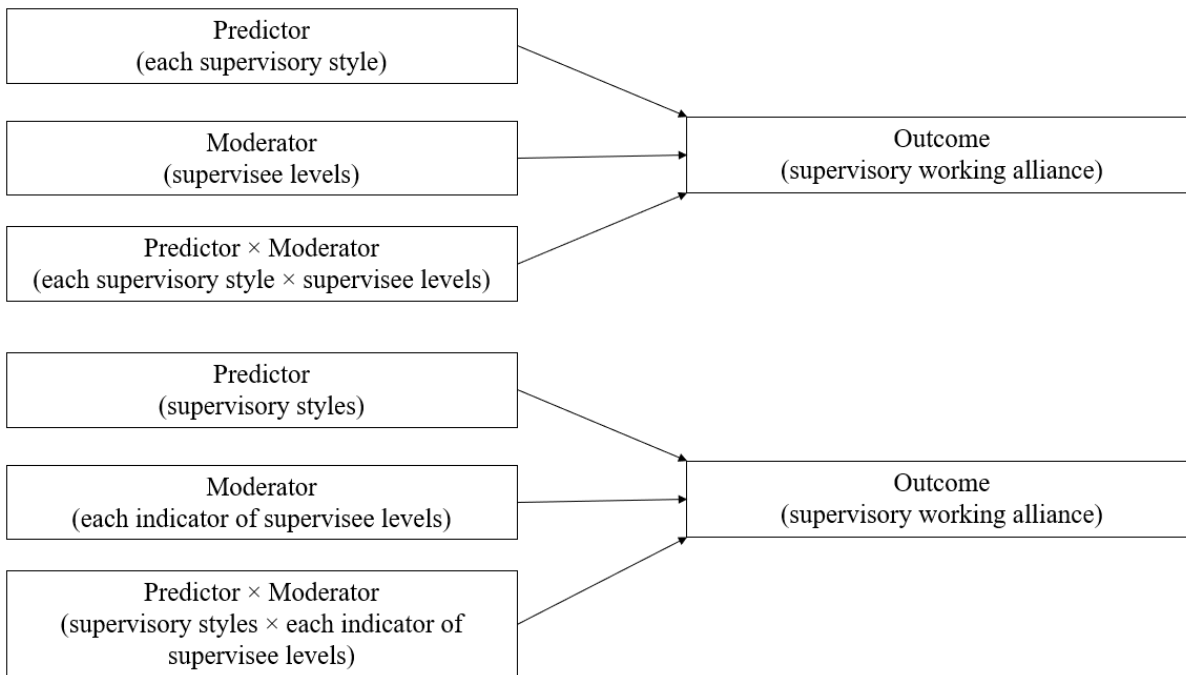 Predictor
(each supervisory style)
Moderator
(supervisee levels)
Predictor × Moderator
(each supervisory style × supervisee levels)
Outcome
(supervisory working alliance)
Predictor
(supervisory styles)
Moderator
(each indicator of supervisee levels)
Predictor × Moderator
(supervisory styles × each indicator of
supervisee levels)
Outcome
(supervisory working alliance)